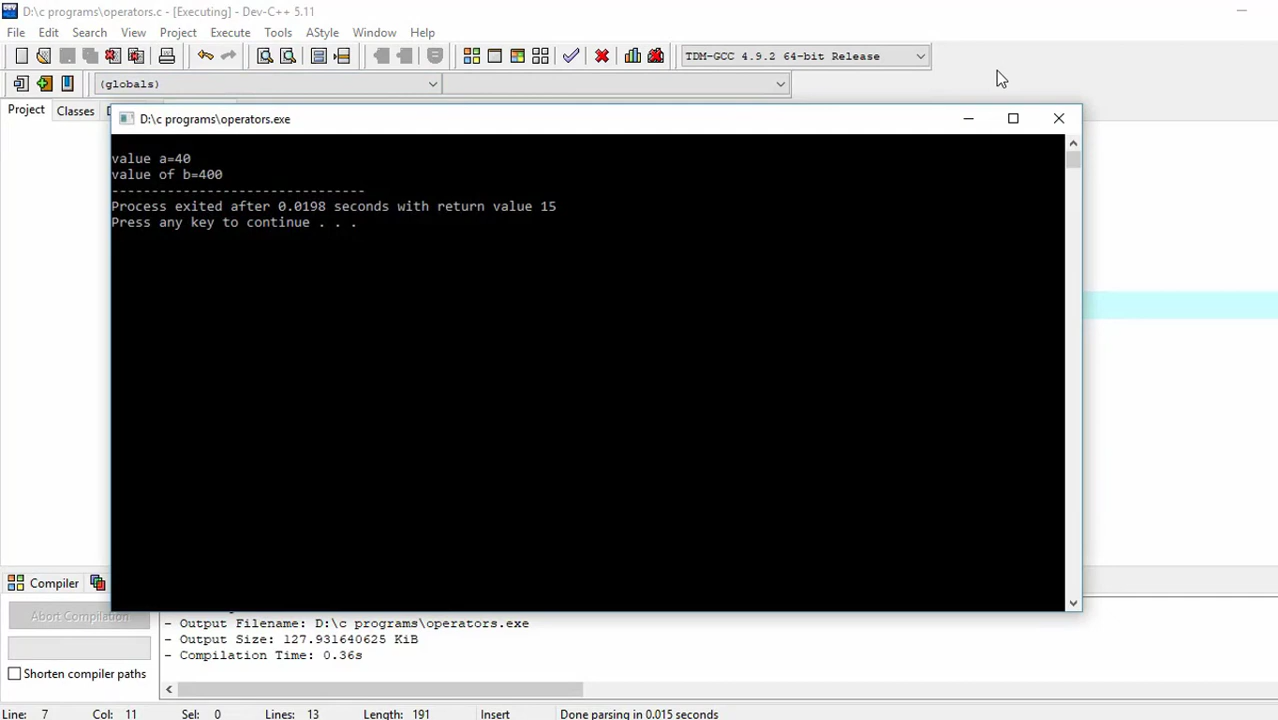 D:\c programs\operators.c - [Executing] - Dev-C++ 5.11
File Edit Search View Project Execute Tools AStyle Window Help
TDM-GCC 4.9.2 64-bit Release
(globals)
Project Classes
D:\c programs\operators.exe
value a=40
value of b=400
--------------------------------
Process exited after 0.0198 seconds with return value 15
Press any key to continue . . .
Compiler
Abort Compilation
- Output Filename: D:\c programs\operators.exe
- Output Size: 127.931640625 KiB
- Compilation Time: 0.36s
Shorten compiler paths
Line: 7 Col: 11 Sel: 0 Lines: 13 Length: 191 Insert Done parsing in 0.015 seconds